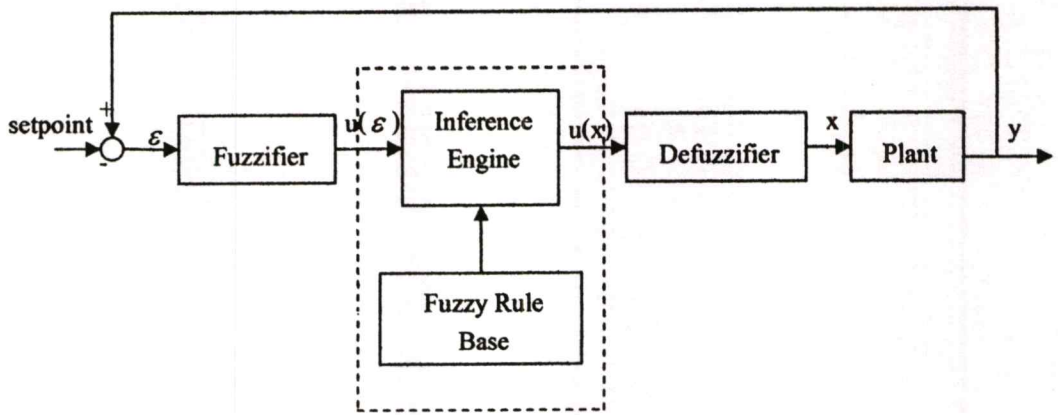 +
setpoint
-
ε
Fuzzifier
u(ε)
Inference
Engine
u(x)
Defuzzifier
x
Plant
y
Fuzzy Rule
Base